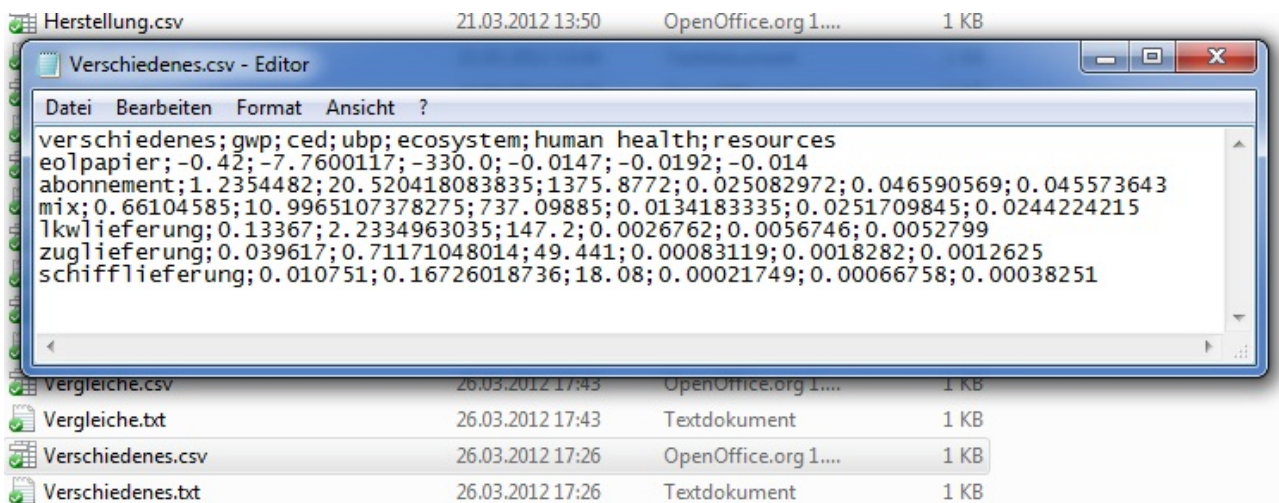 Herstellung.csv 21.03.2012 13:50 OpenOffice.org 1.... 1 KB
Verschiedenes.csv - Editor
Datei Bearbeiten Format Ansicht ?
verschiedenes;gwp;ced;ubp;ecosystem;human health;resources
eolpapier;-0.42;-7.7600117;-330.0;-0.0147;-0.0192;-0.014
abonnement;1.2354482;20.520418083835;1375.8772;0.025082972;0.046590569;0.045573643
mix;0.66104585;10.9965107378275;737.09885;0.0134183335;0.0251709845;0.0244224215
lkwlieferung;0.13367;2.2334963035;147.2;0.0026762;0.0056746;0.0052799
zuglieferung;0.039617;0.71171048014;49.441;0.00083119;0.0018282;0.0012625
schifflieferung;0.010751;0.16726018736;18.08;0.00021749;0.00066758;0.00038251
Vergleiche.csv 26.03.2012 17:43 OpenOffice.org 1.... 1 KB
Vergleiche.txt 26.03.2012 17:43 Textdokument 1 KB
Verschiedenes.csv 26.03.2012 17:26 OpenOffice.org 1.... 1 KB
Verschiedenes.txt 26.03.2012 17:26 Textdokument 1 KB